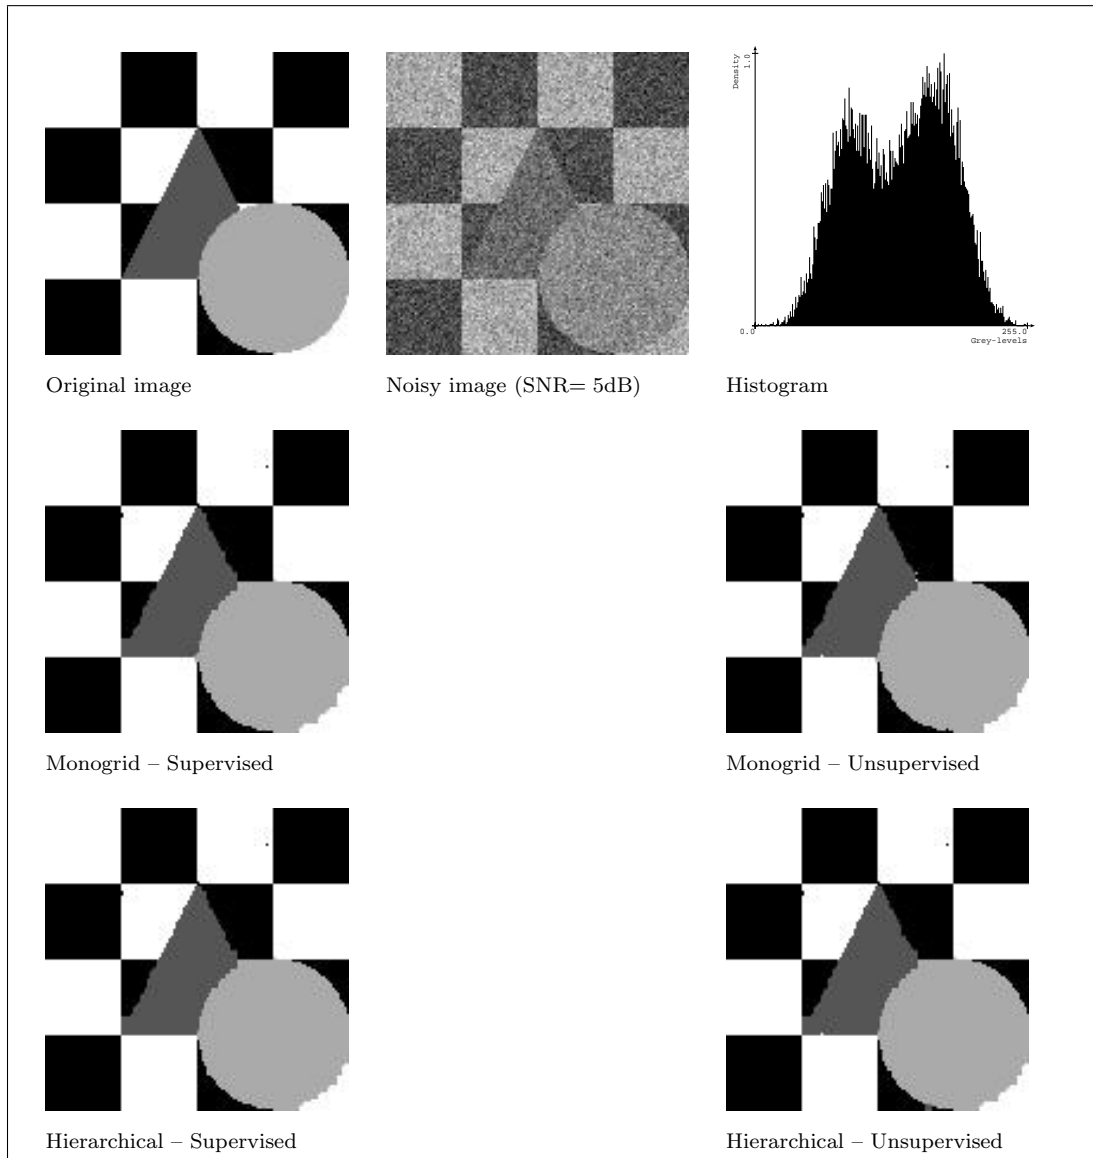 Density
1.0
0.0
255.0
Grey-levels
Original image
Noisy image (SNR= 5dB)
Histogram
Monogrid – Supervised
Monogrid – Unsupervised
Hierarchical – Supervised
Hierarchical – Unsupervised